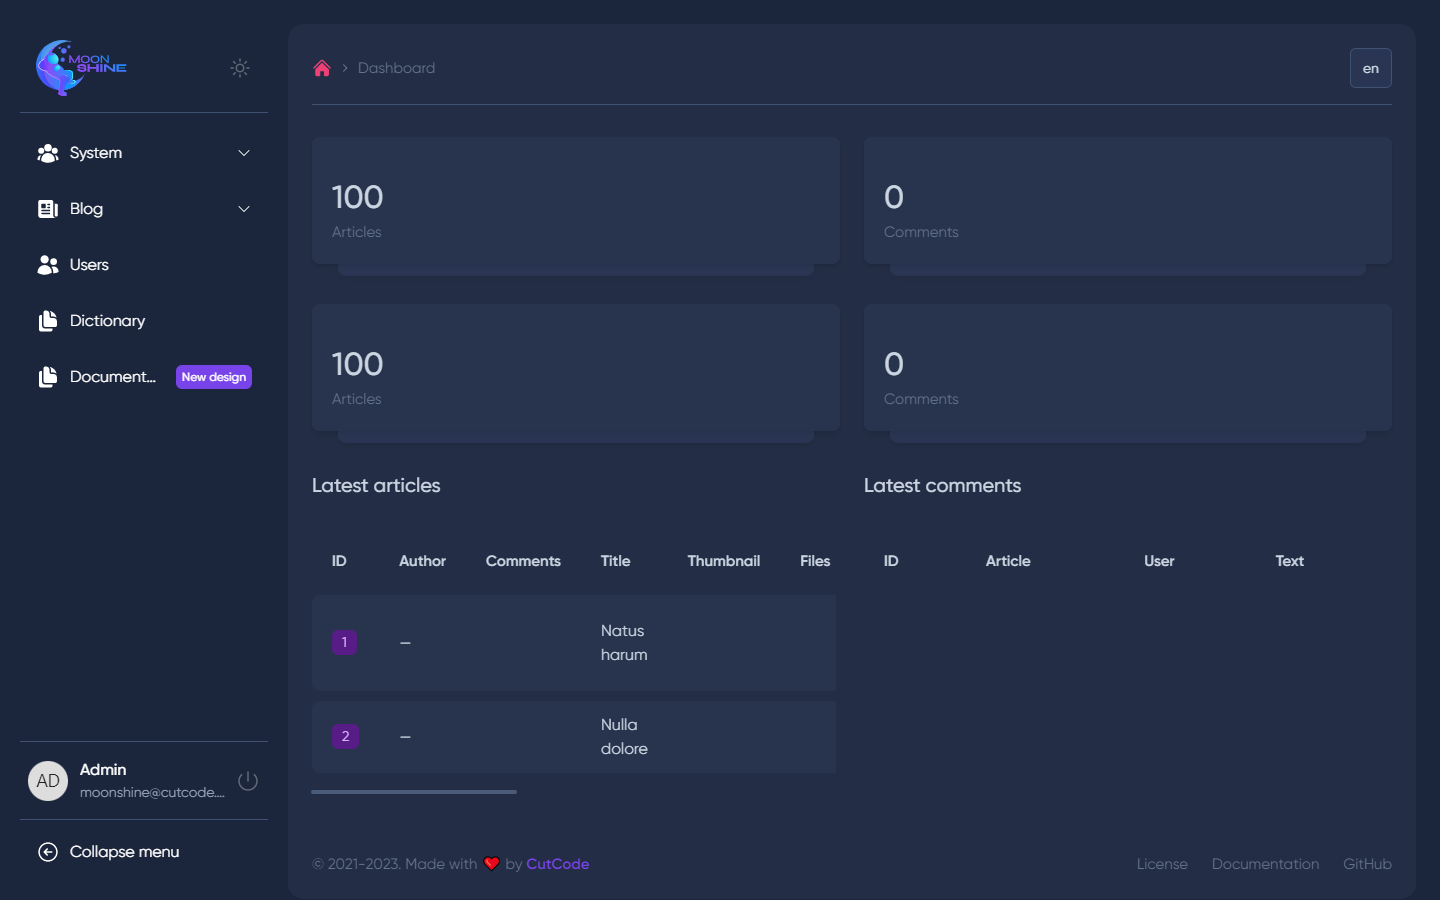 MOON
SHINE
System
Blog
Users
Dictionary
Document...
New design
AD
Admin
moonshine@cutcode....
Collapse menu
Dashboard
en
100
Articles
0
Comments
100
Articles
0
Comments
Latest articles
ID Author Comments Title Thumbnail Files
1 — Natus
harum
2 — Nulla
dolore
Latest comments
ID Article User Text
© 2021-2023. Made with ❤️ by CutCode
License Documentation GitHub